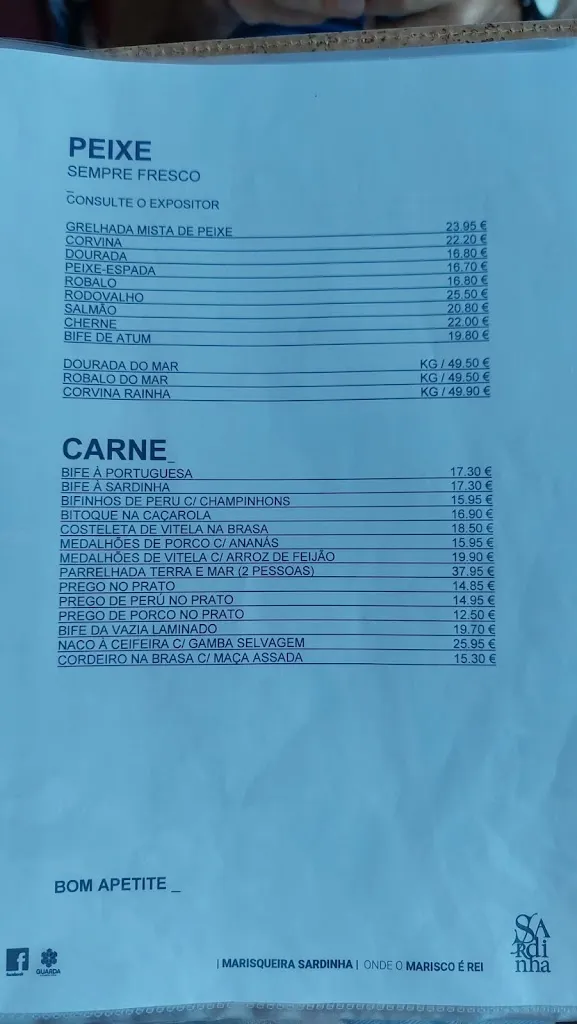 PEIXE
SEMPRE FRESCO
_
CONSULTE O EXPOSITOR
GRELHADA MISTA DE PEIXE 23.95 €
CORVINA 22.20 €
DOURADA 16.80 €
PEIXE-ESPADA 16.70 €
ROBALO 16.80 €
RODOVALHO 25.50 €
SALMÃO 20.80 €
CHERNE 22.00 €
BIFE DE ATUM 19.80 €
DOURADA DO MAR KG / 49.50 €
ROBALO DO MAR KG / 49.50 €
CORVINA RAINHA KG / 49.90 €
CARNE_
BIFE À PORTUGUESA 17.30 €
BIFE À SARDINHA 17.30 €
BIFINHOS DE PERU C/ CHAMPINHONS 15.95 €
BITOQUE NA CAÇAROLA 16.90 €
COSTELETA DE VITELA NA BRASA 18.50 €
MEDALHÕES DE PORCO C/ ANANÁS 15.95 €
MEDALHÕES DE VITELA C/ ARROZ DE FEIJÃO 19.90 €
PARRELHADA TERRA E MAR (2 PESSOAS) 37.95 €
PREGO NO PRATO 14.85 €
PREGO DE PERÚ NO PRATO 14.95 €
PREGO DE PORCO NO PRATO 12.50 €
BIFE DA VAZIA LAMINADO 19.70 €
NACO À CEIFEIRA C/ GAMBA SELVAGEM 25.95 €
CORDEIRO NA BRASA C/ MAÇA ASSADA 15.30 €
BOM APETITE _
f
GUARDA
| MARISQUEIRA SARDINHA | ONDE O MARISCO É REI
SARdinha